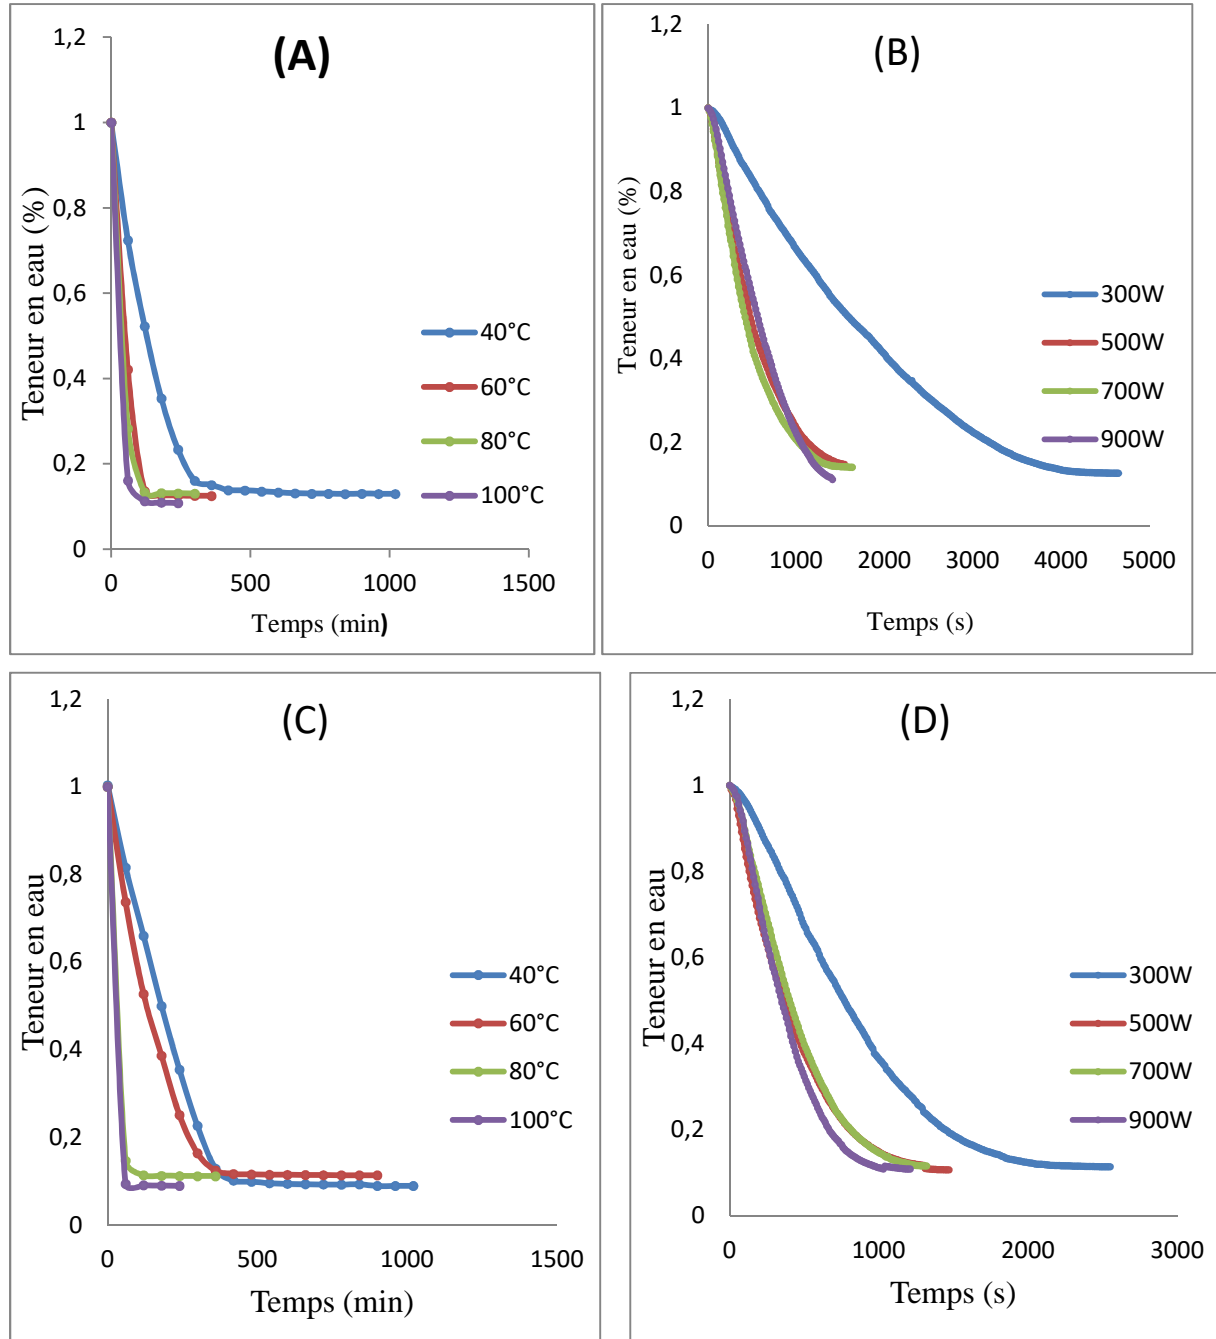 (A)
Teneur en eau (%)
1,2
1
0,8
0,6
0,4
0,2
0
0 500 1000 1500
Temps (min)
40°C
60°C
80°C
100°C
(B)
Teneur en eau (%)
1,2
1
0,8
0,6
0,4
0,2
0
0 1000 2000 3000 4000 5000
Temps (s)
300W
500W
700W
900W
(C)
Teneur en eau
1,2
1
0,8
0,6
0,4
0,2
0
0 500 1000 1500
Temps (min)
40°C
60°C
80°C
100°C
(D)
Teneur en eau
1,2
1
0,8
0,6
0,4
0,2
0
0 1000 2000 3000
Temps (s)
300W
500W
700W
900W